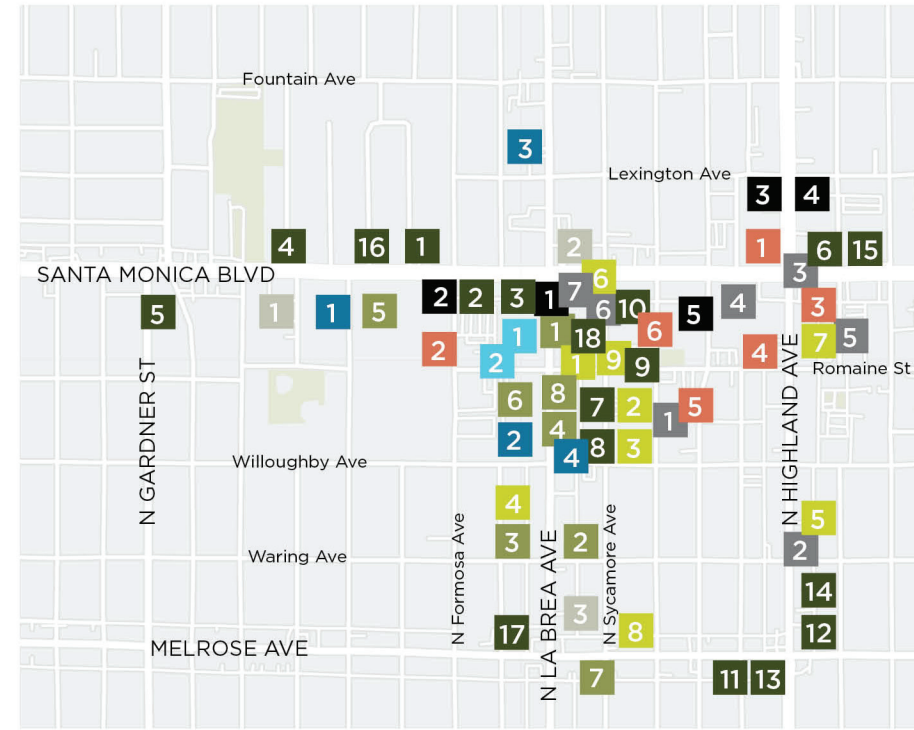 Fountain Ave
3
Lexington Ave
3 4
4 16 1 2 1 6 15
SANTA MONICA BLVD
3
6
7
2 2 3 1 6 10 5 4 3
5 1 1 5
1 1 18 6 7 5
2 2 1 9 9 4
Romaine St
6 8 7 2 1 5
2 4 4 8 3
Willoughby Ave
N GARDNER ST
N HIGHLAND AVE
4 5
3 2 2
Waring Ave
N Formosa Ave
N LA BREA AVE
N Sycamore Ave
14
17 3 8 12
MELROSE AVE
7 11 13